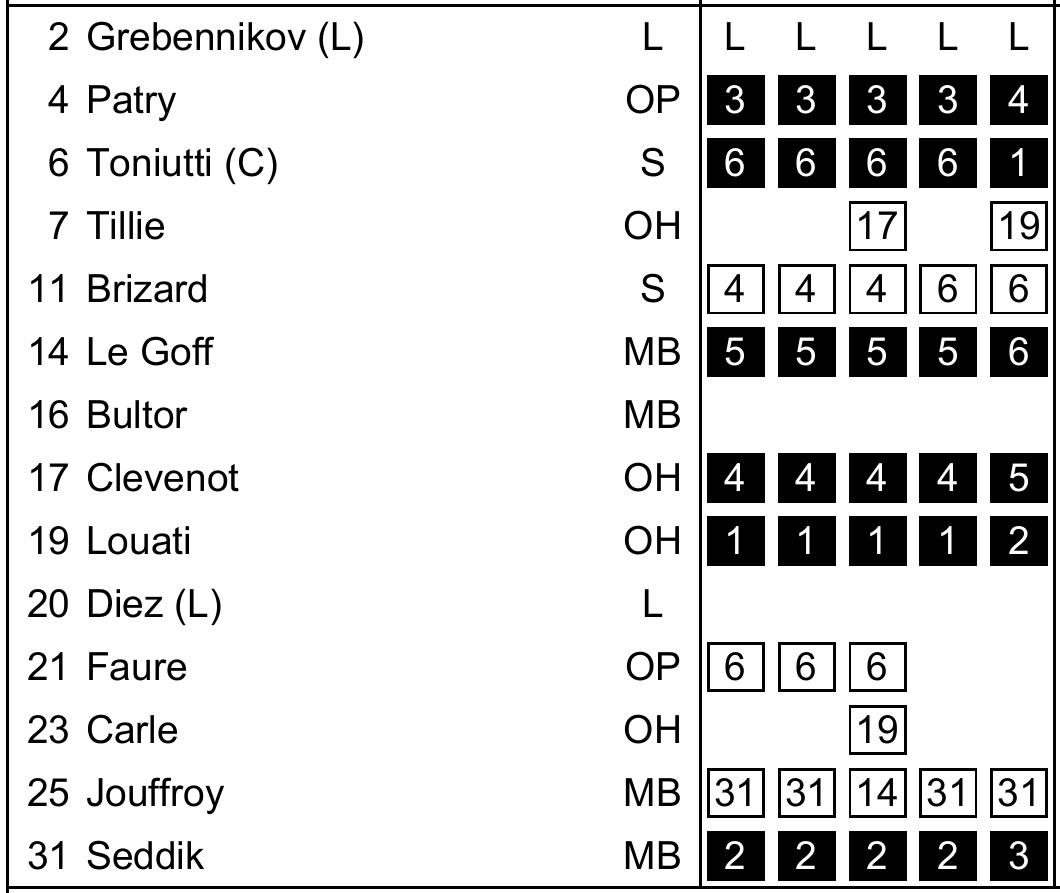 2 Grebennikov (L) L L L L L L
4 Patry OP 3 3 3 3 4
6 Toniutti (C) S 6 6 6 6 1
7 Tillie OH 17 19
11 Brizard S 4 4 4 6 6
14 Le Goff MB 5 5 5 5 6
16 Bultor MB
17 Clevenot OH 4 4 4 4 5
19 Louati OH 1 1 1 1 2
20 Diez (L) L
21 Faure OP 6 6 6
23 Carle OH 19
25 Jouffroy MB 31 31 14 31 31
31 Seddik MB 2 2 2 2 3